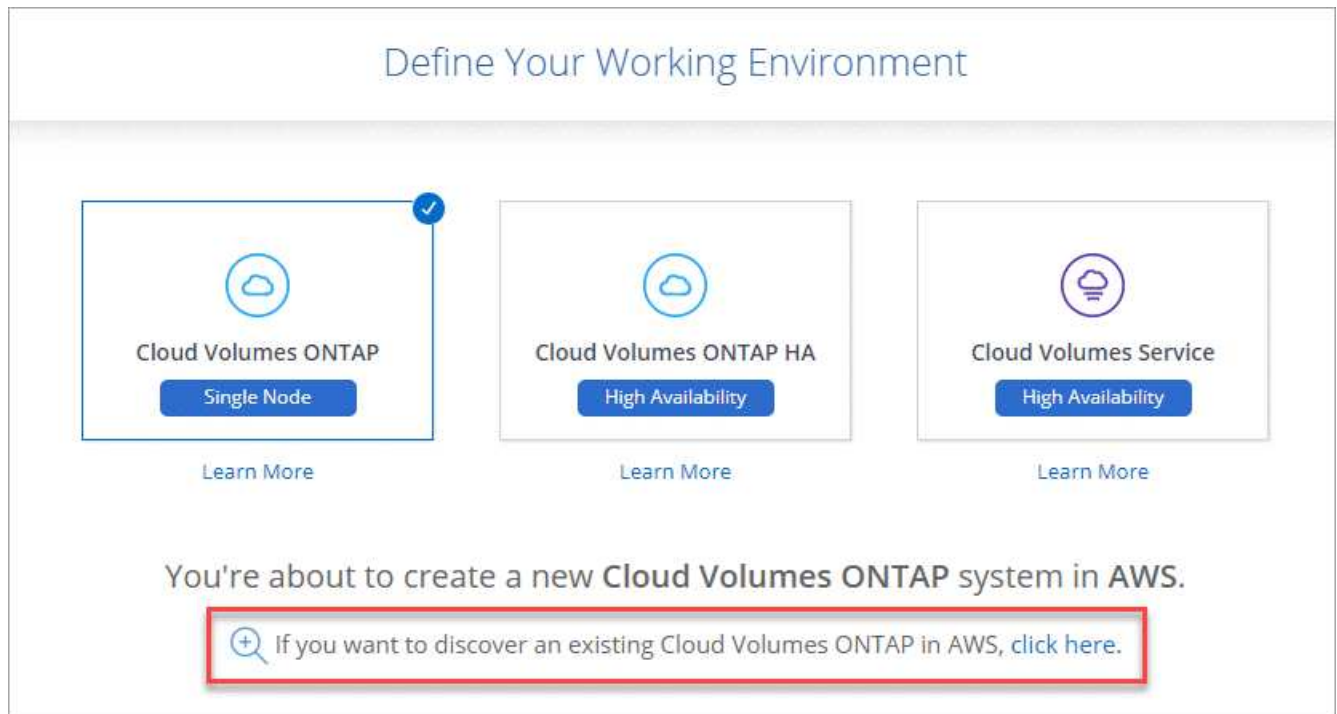 Define Your Working Environment
Cloud Volumes ONTAP
Single Node
Learn More
Cloud Volumes ONTAP HA
High Availability
Learn More
Cloud Volumes Service
High Availability
Learn More
You're about to create a new Cloud Volumes ONTAP system in AWS.
If you want to discover an existing Cloud Volumes ONTAP in AWS, click here.